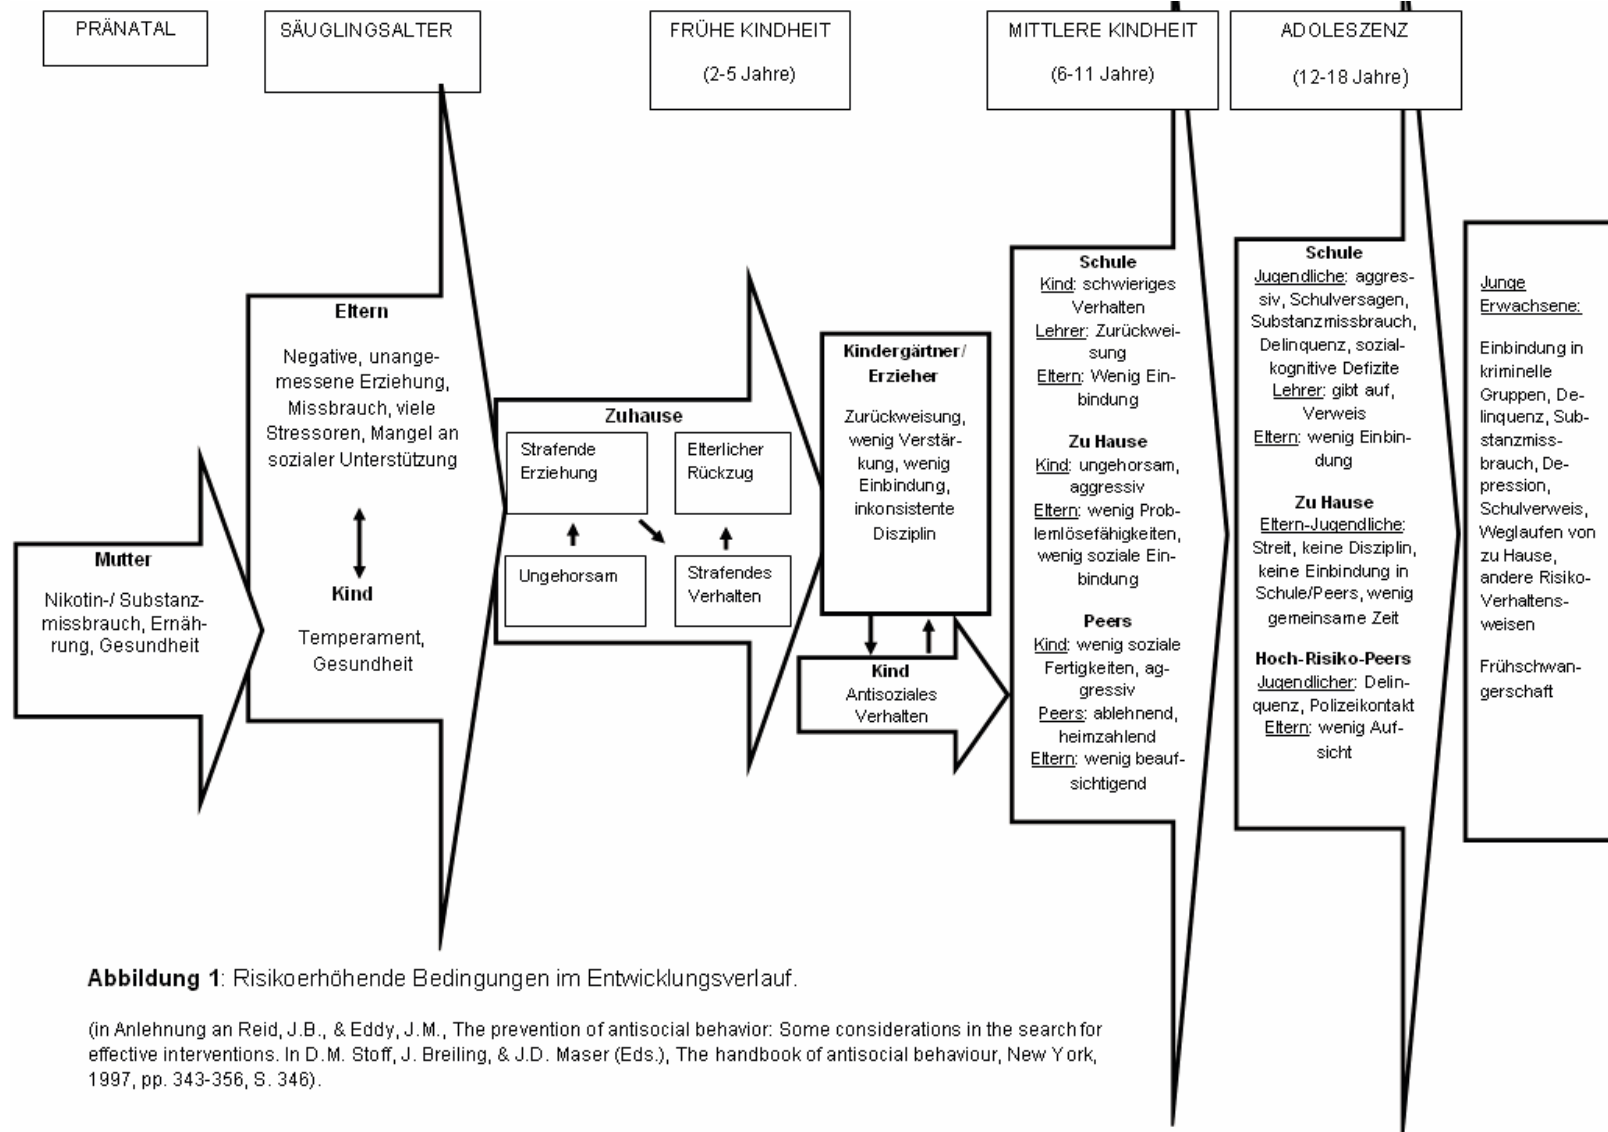 PRÄNATAL
SÄUGLINGSALTER
FRÜHE KINDHEIT
(2-5 Jahre)
MITTLERE KINDHEIT
(6-11 Jahre)
ADOLESZENZ
(12-18 Jahre)
Mutter
Nikotin-/ Substanz-
missbrauch, Ernäh-
rung, Gesundheit
Eltern
Negative, unange-
messene Erziehung,
Missbrauch, viele
Stressoren, Mangel an
sozialer Unterstützung
Kind
Temperament,
Gesundheit
Zuhause
Strafende
Erziehung
Elterlicher
Rückzug
Ungehorsam
Strafendes
Verhalten
Kindergärtner/
Erzieher
Zurückweisung,
wenig Verstär-
kung, wenig
Einbindung,
inkonsistente
Disziplin
Kind
Antisoziales
Verhalten
Schule
Kind: schwieriges
Verhalten
Lehrer: Zurückwei-
sung
Eltern: Wenig Ein-
bindung
Zu Hause
Kind: ungehorsam,
aggressiv
Eltern: wenig Prob-
lemlösefähigkeiten,
wenig soziale Ein-
bindung
Peers
Kind: wenig soziale
Fertigkeiten, ag-
gressiv
Peers: ablehnend,
heimzahlend
Eltern: wenig beauf-
sichtigend
Schule
Jugendliche: aggres-
siv, Schulversagen,
Substanzmissbrauch,
Delinquenz, sozial-
kognitive Defizite
Lehrer: gibt auf,
Verweis
Eltern: wenig Einbin-
dung
Zu Hause
Eltern-Jugendliche:
Streit, keine Disziplin,
keine Einbindung in
Schule/Peers, wenig
gemeinsame Zeit
Hoch-Risiko-Peers
Jugendlicher: Delin-
quenz, Polizeikontakt
Eltern: wenig Auf-
sicht
Junge
Erwachsene:
Einbindung in
kriminelle
Gruppen, De-
linquenz, Sub-
stanzmiss-
brauch, De-
pression,
Schulverweis,
Weglaufen von
zu Hause,
andere Risiko-
Verhaltens-
weisen
Frühschwan-
gerschaft
Abbildung 1: Risikoerhöhende Bedingungen im Entwicklungsverlauf.
(in Anlehnung an Reid, J.B., & Eddy, J.M., The prevention of antisocial behavior: Some considerations in the search for
effective interventions. In D.M. Stoff, J. Breiling, & J.D. Maser (Eds.), The handbook of antisocial behaviour, New York,
1997, pp. 343-356, S. 346).